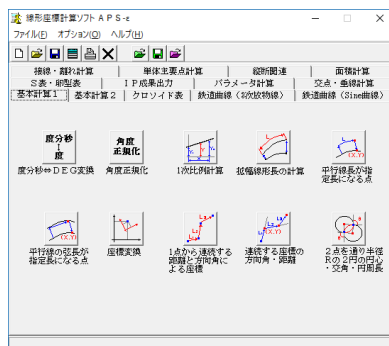 線形座標計算ソフトＡＰＳ-ε
ファイル(F) オプション(O) ヘルプ(H)
接線・離れ計算 単体主要点計算 縦断関連 面積計算
Ｓ表・卵型表 ＩＰ成果出力 パラメータ計算 交点・垂線計算
基本計算１ 基本計算２ クロソイド表 鉄道曲線（3次放物線） 鉄道曲線（Sine曲線）
度分秒
度
角度
正規化
度分秒⇔ＤＥＧ変換
角度正規化
1次比例計算
拡幅線形長の計算
平行線長が指
定長になる点
平行線の弦長が
指定長になる点
座標変換
1点から連続する
距離と方向角に
よる座標
連続する座標の
方向角・距離
２点を通り半径
Ｒの２円の円心
・交角・円周長